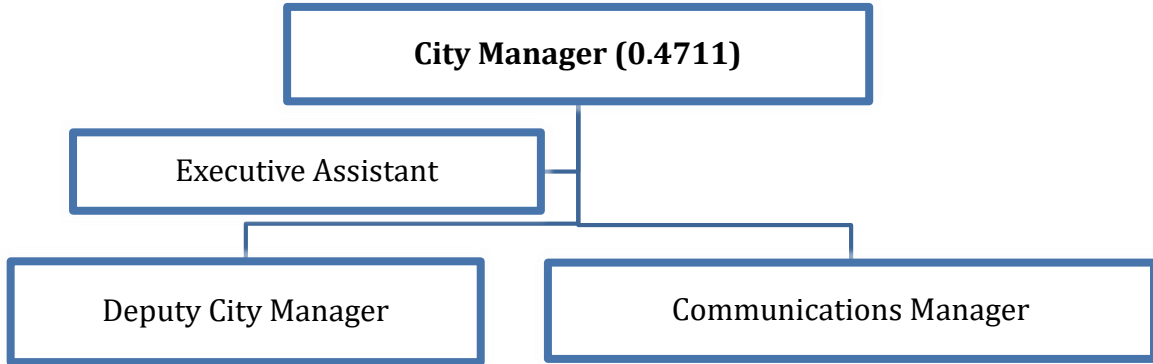 City Manager (0.4711)
Executive Assistant
Deputy City Manager
Communications Manager